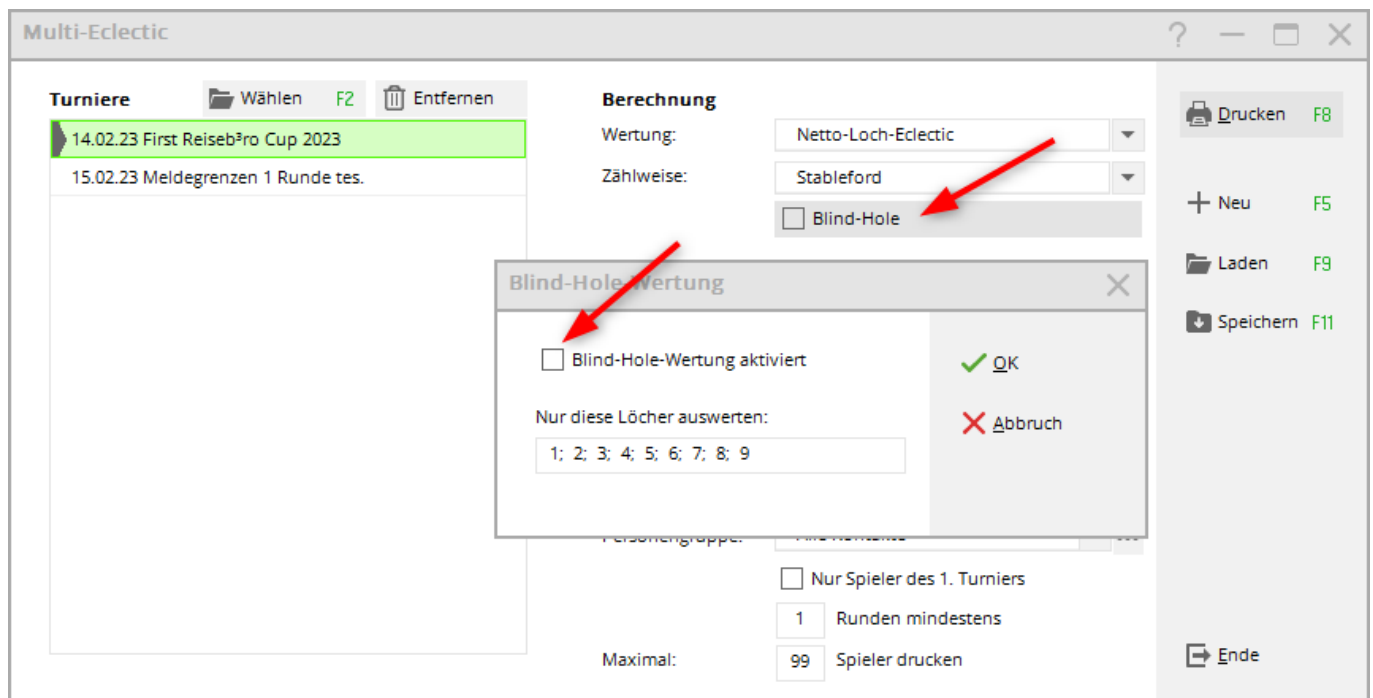 Multi-Eclectic
Turniere
Wählen F2
Entfernen
14.02.23 First Reiseb³ro Cup 2023
15.02.23 Meldegrenzen 1 Runde tes.
Berechnung
Wertung: Netto-Loch-Eclectic
Zählweise: Stableford
Blind-Hole
Blind-Hole-Wertung
Blind-Hole-Wertung aktiviert
Nur diese Löcher auswerten:
1; 2; 3; 4; 5; 6; 7; 8; 9
OK
Abbruch
Personengruppe: Alle Kontakte
Nur Spieler des 1. Turniers
1 Runden mindestens
Maximal: 99 Spieler drucken
Drucken F8
Neu F5
Laden F9
Speichern F11
Ende